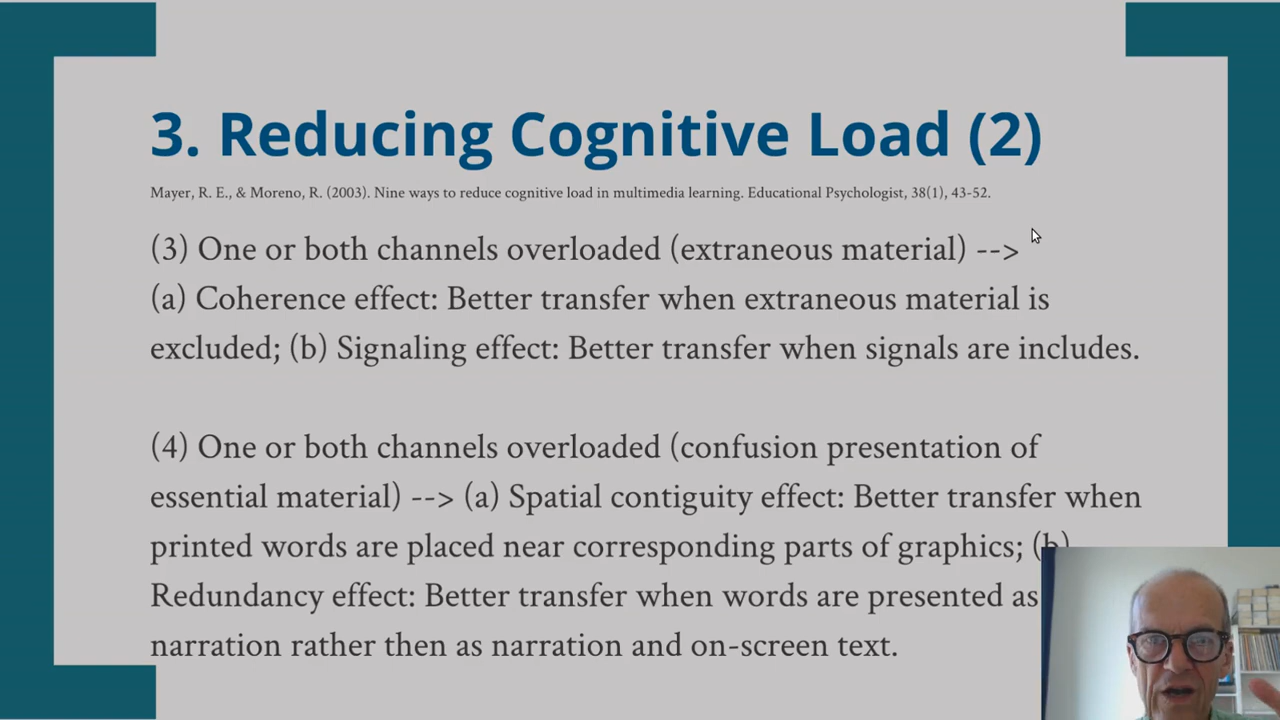 3. Reducing Cognitive Load (2)
Mayer, R. E., & Moreno, R. (2003). Nine ways to reduce cognitive load in multimedia learning. Educational Psychologist, 38(1), 43-52.
(3) One or both channels overloaded (extraneous material) -->
(a) Coherence effect: Better transfer when extraneous material is
excluded; (b) Signaling effect: Better transfer when signals are includes.
(4) One or both channels overloaded (confusion presentation of
essential material) --> (a) Spatial contiguity effect: Better transfer when
printed words are placed near corresponding parts of graphics; (b)
Redundancy effect: Better transfer when words are presented as
narration rather then as narration and on-screen text.